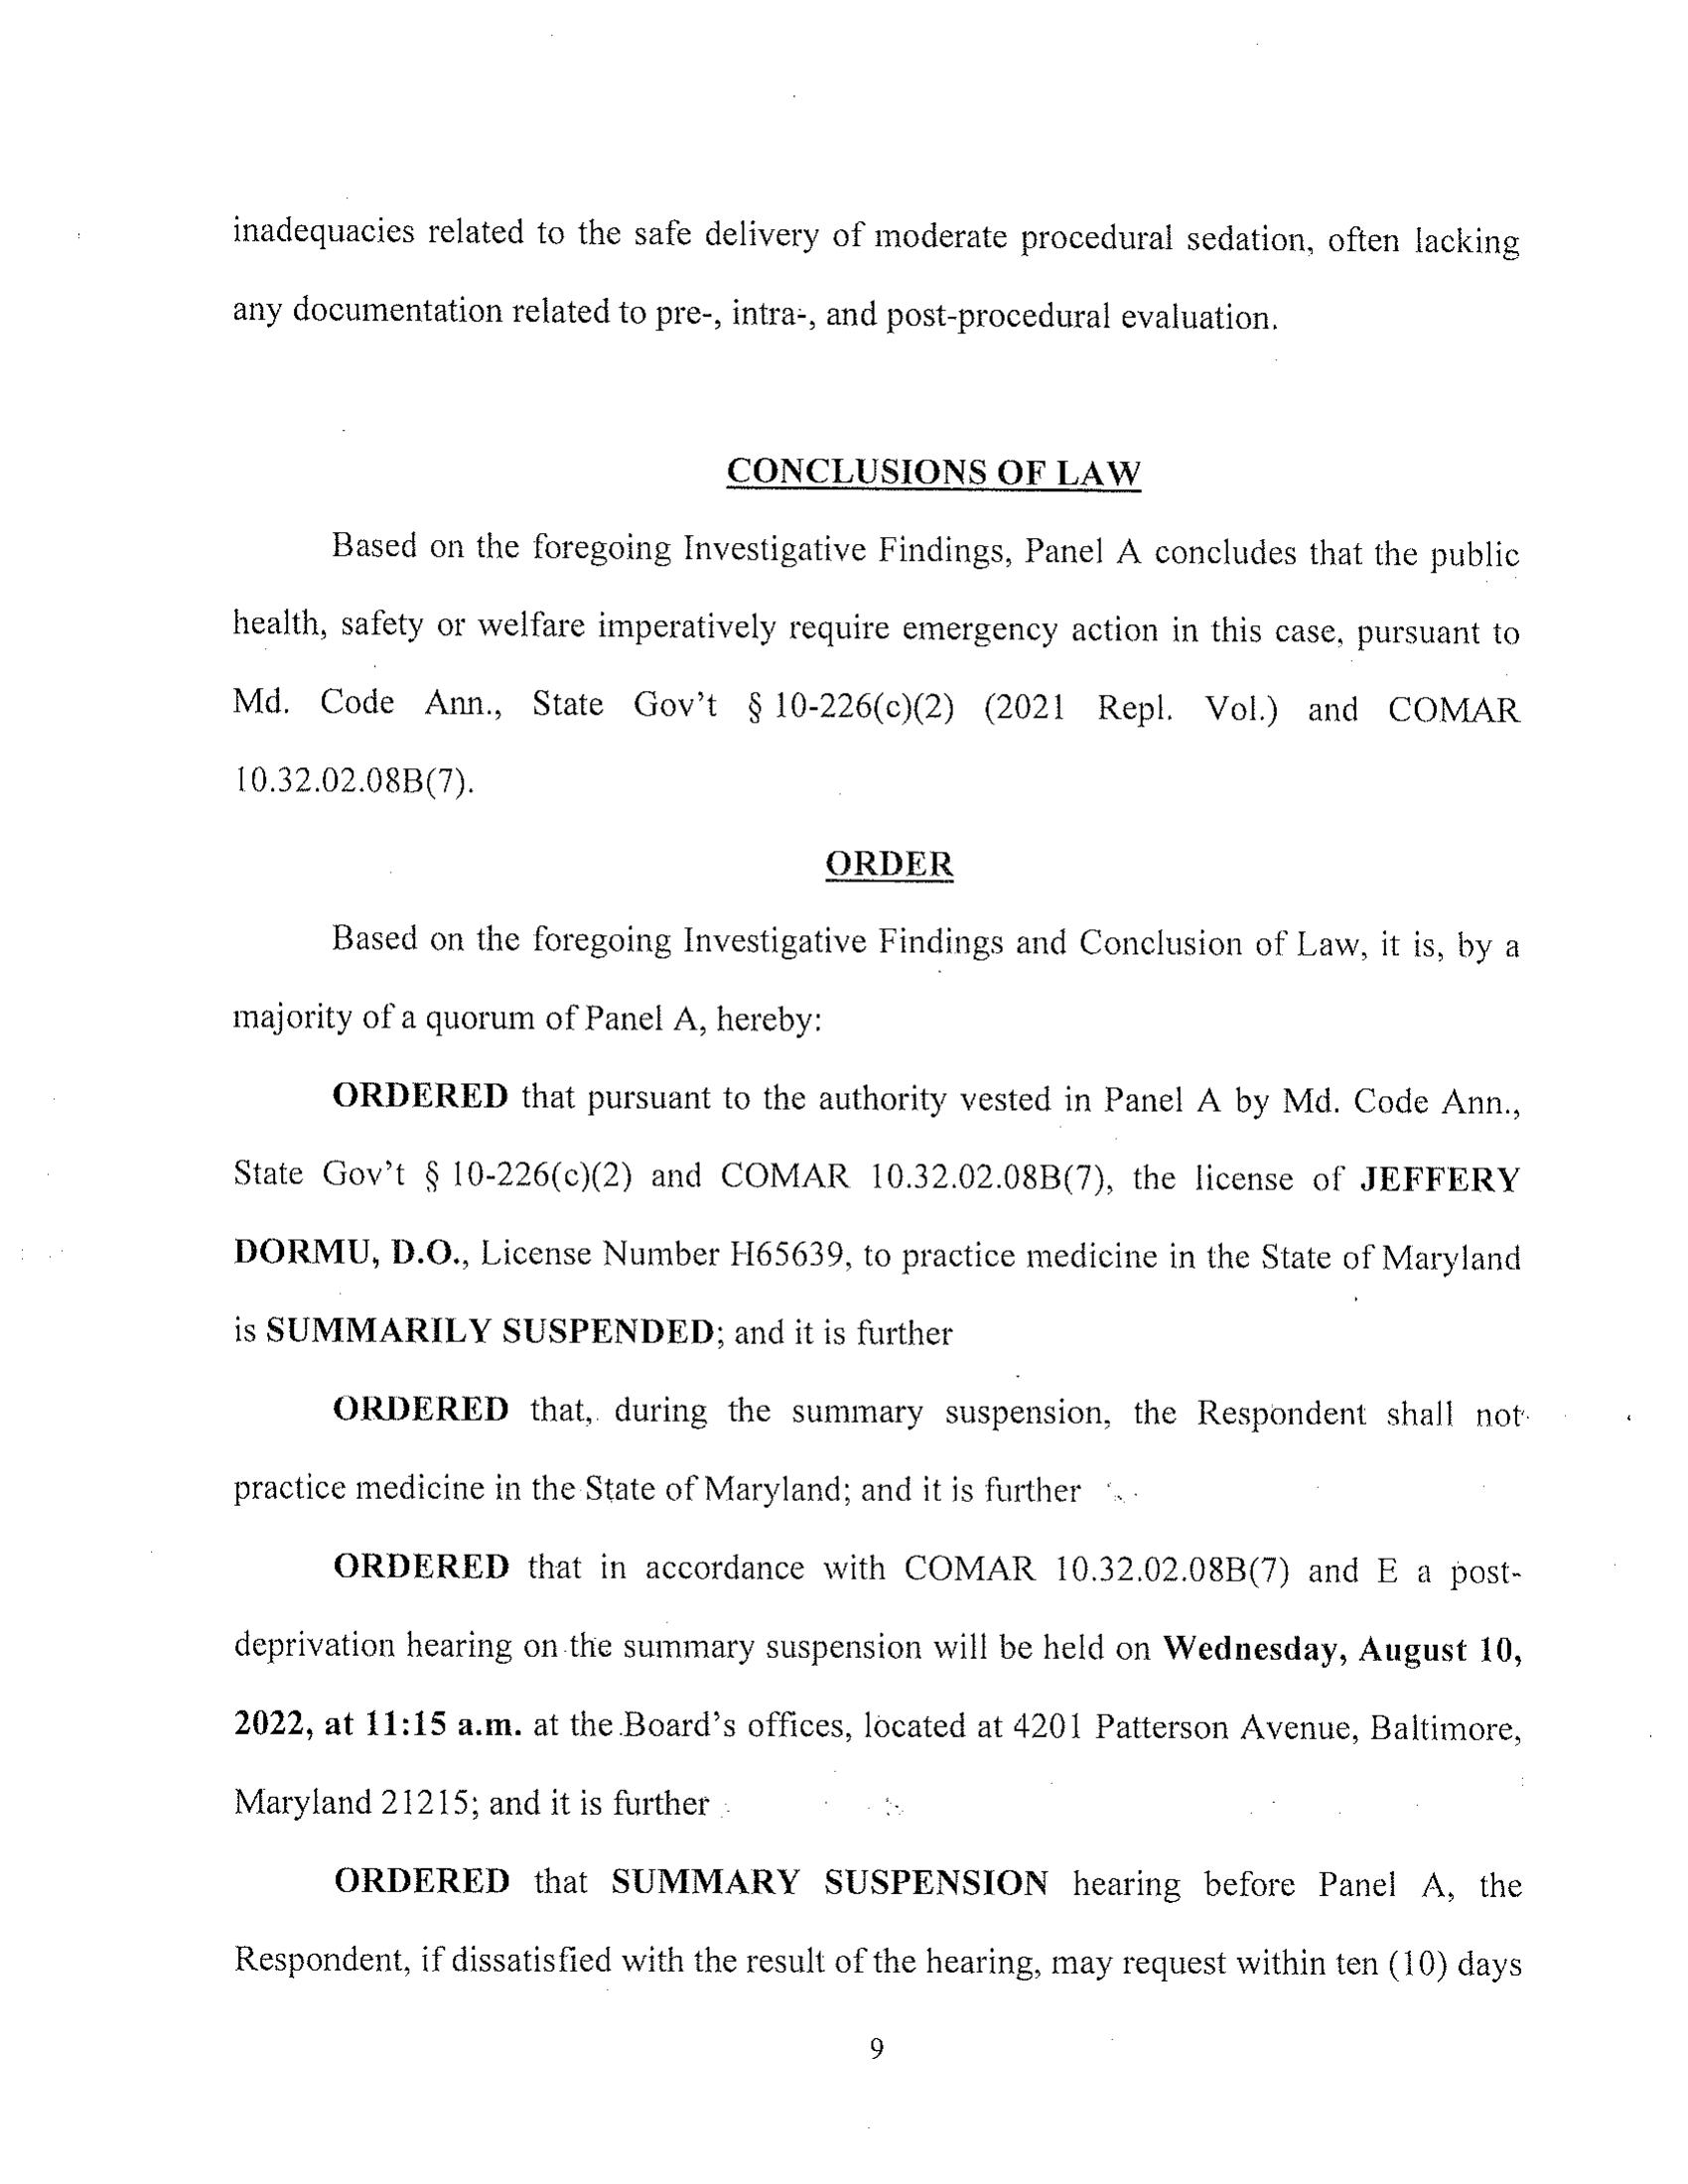 inadequacies related to the safe delivery of moderate procedural sedation, often lacking
any documentation related to pre-, intra-, and post-procedural evaluation.
CONCLUSIONS OF LAW
Based on the foregoing Investigative Findings, Panel A concludes that the public
health, safety or welfare imperatively require emergency action in this case, pursuant to
Md. Code Ann., State Gov't § 10-226(c)(2) (2021 Repl. Vol.) and COMAR
10.32.02.08B(7).
ORDER
Based on the foregoing Investigative Findings and Conclusion of Law, it is, by a
majority of a quorum of Panel A, hereby:
ORDERED that pursuant to the authority vested in Panel A by Md. Code Ann.,
State Gov't § 10-226(c)(2) and COMAR 10.32.02.08B(7), the license of JEFFERY
DORMU, D.O., License Number H65639, to practice medicine in the State of Maryland
is SUMMARILY SUSPENDED; and it is further
ORDERED that, during the summary suspension, the Respondent shall not
practice medicine in the State of Maryland; and it is further
ORDERED that in accordance with COMAR 10.32.02.08B(7) and E a post-
deprivation hearing on the summary suspension will be held on Wednesday, August 10,
2022, at 11:15 a.m. at the Board's offices, located at 4201 Patterson Avenue, Baltimore,
Maryland 21215; and it is further
ORDERED that SUMMARY SUSPENSION hearing before Panel A, the
Respondent, if dissatisfied with the result of the hearing, may request within ten (10) days
9